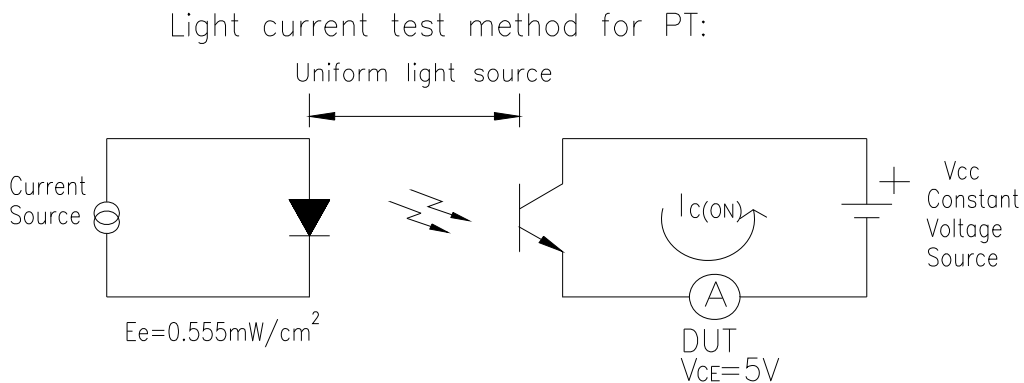 Light current test method for PT:
Uniform light source
Current
Source
Ee=0.555mW/cm²
IC(ON)
+
Vcc
Constant
Voltage
Source
A
DUT
VCE=5V